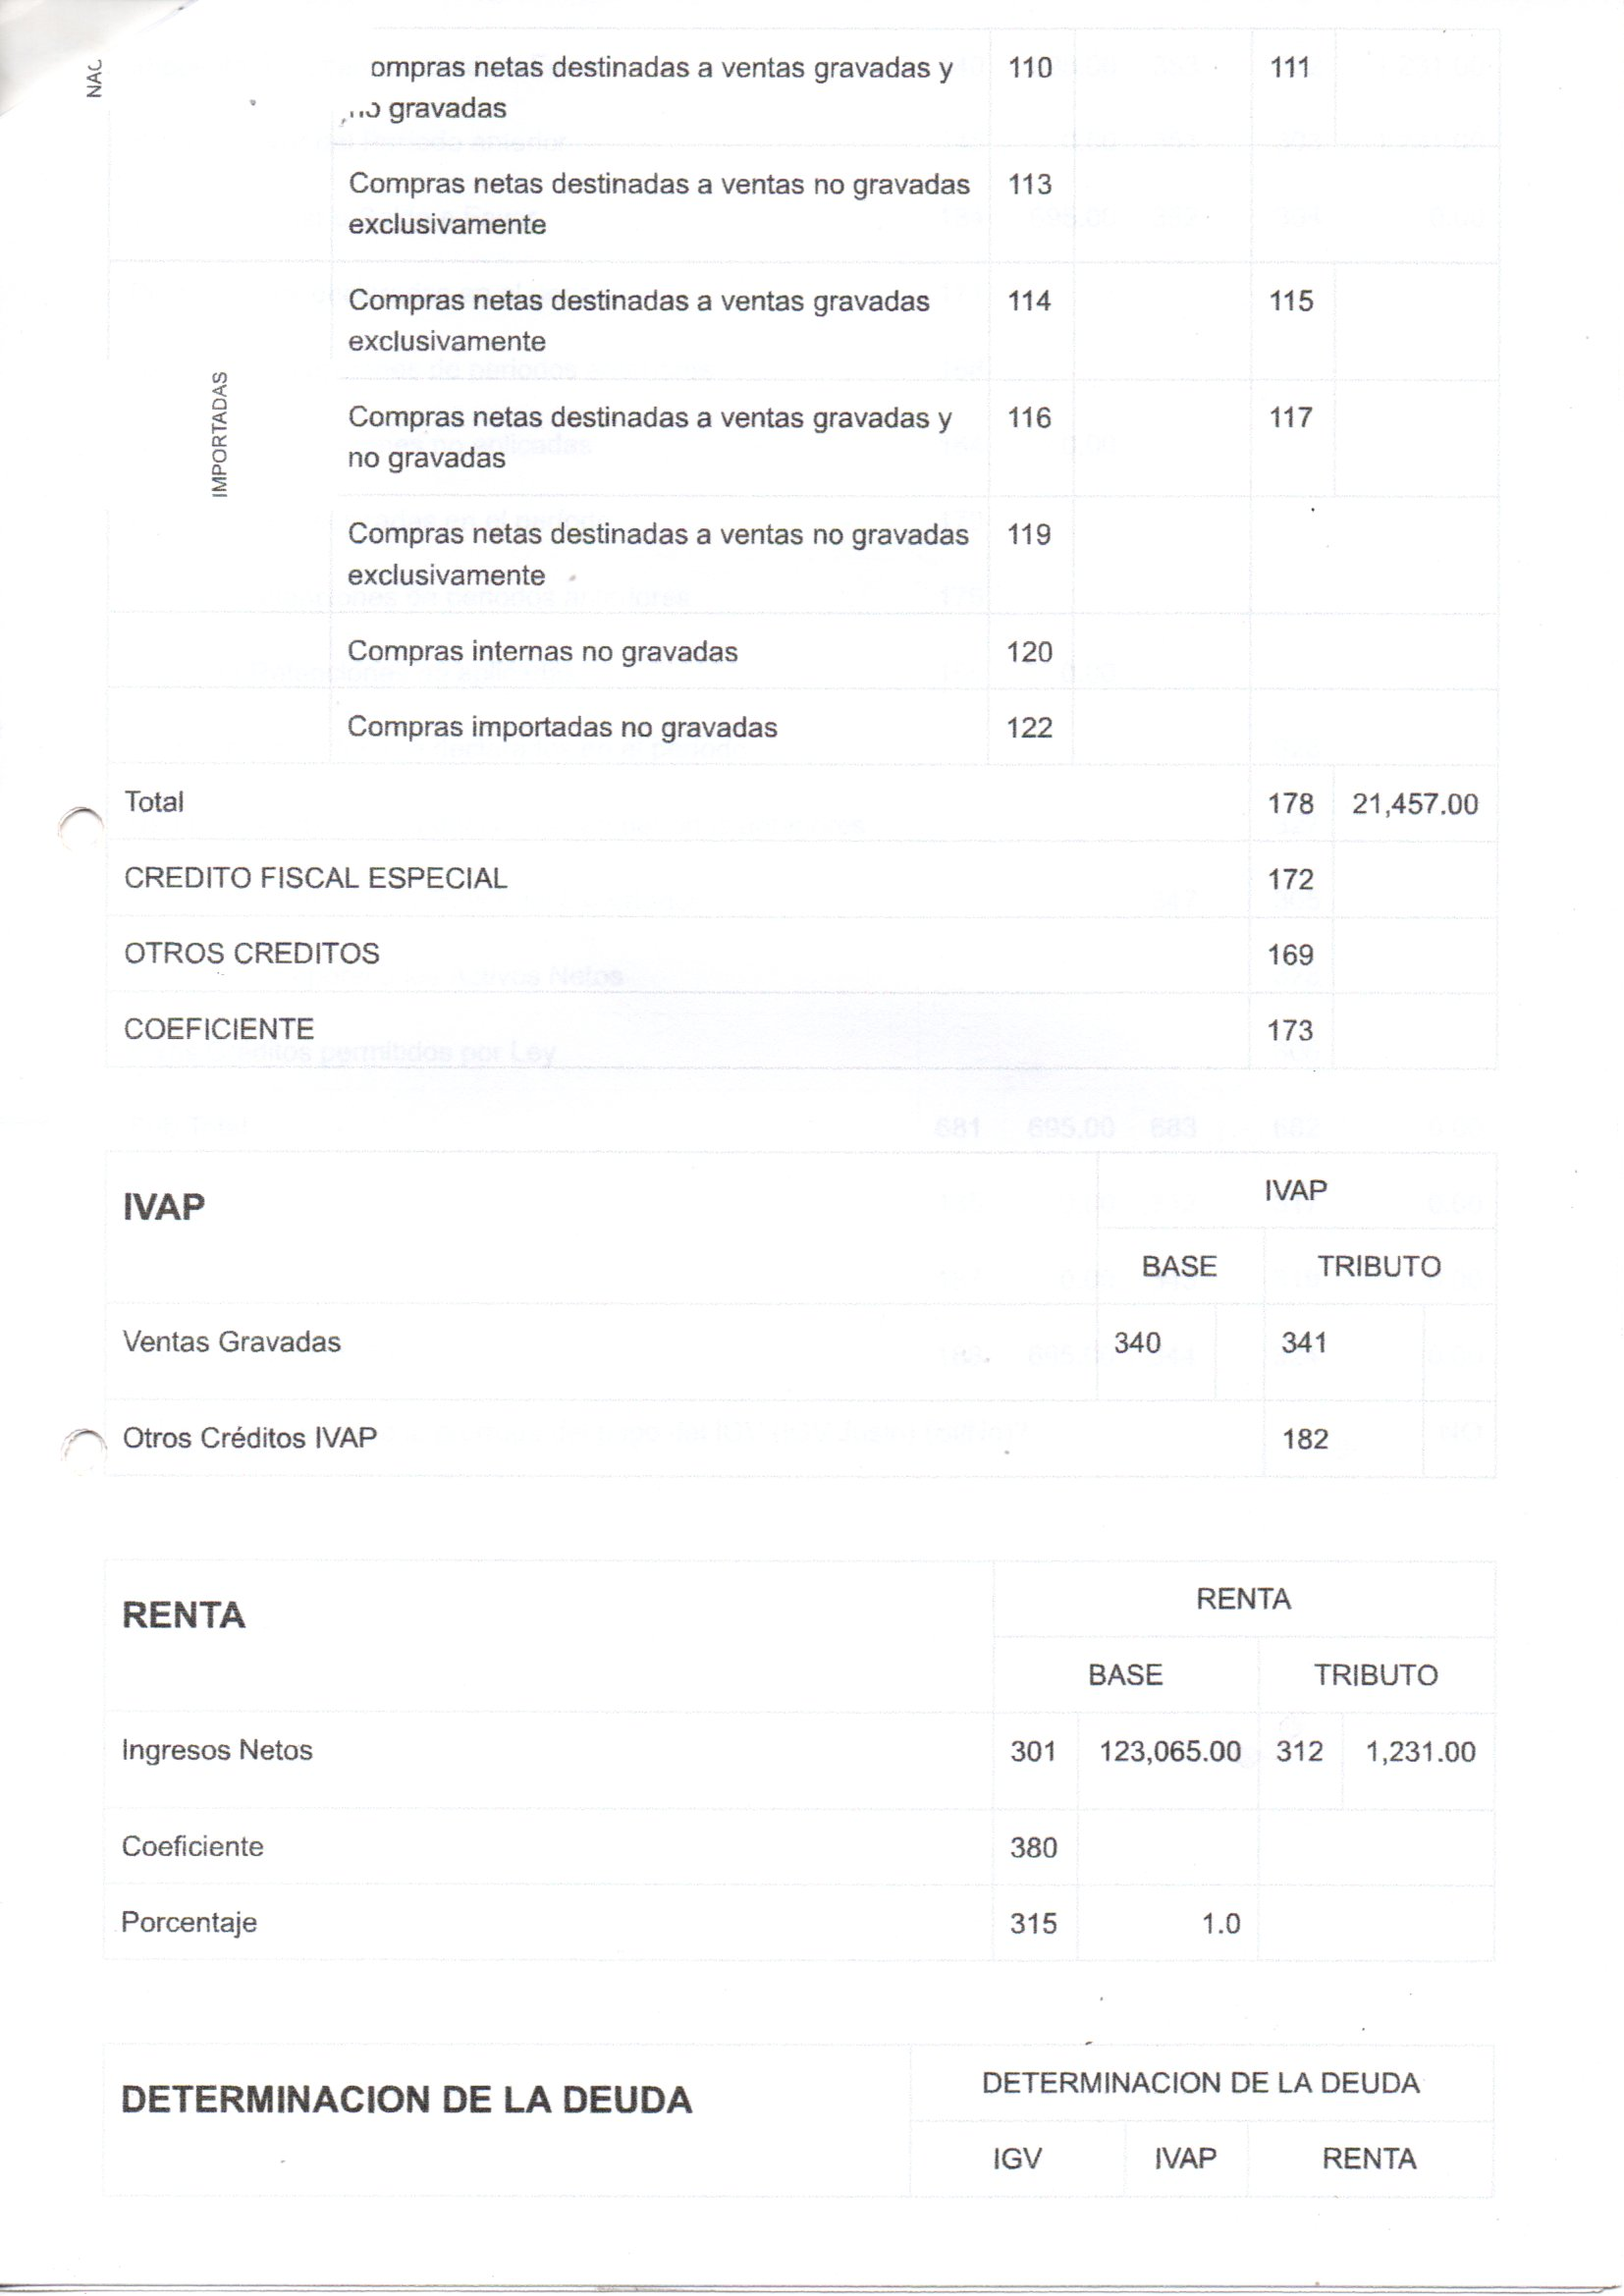 NAC
ompras netas destinadas a ventas gravadas y 110 111
no gravadas
Compras netas destinadas a ventas no gravadas 113
exclusivamente
Compras netas destinadas a ventas gravadas 114 115
exclusivamente
IMPORTADAS
Compras netas destinadas a ventas gravadas y 116 117
no gravadas
Compras netas destinadas a ventas no gravadas 119
exclusivamente
Compras internas no gravadas 120
Compras importadas no gravadas 122
Total 178 21,457.00
CREDITO FISCAL ESPECIAL 172
OTROS CREDITOS 169
COEFICIENTE 173
IVAP IVAP
BASE TRIBUTO
Ventas Gravadas 340 341
Otros Créditos IVAP 182
RENTA RENTA
BASE TRIBUTO
Ingresos Netos 301 123,065.00 312 1,231.00
Coeficiente 380
Porcentaje 315 1.0
DETERMINACION DE LA DEUDA DETERMINACION DE LA DEUDA
IGV IVAP RENTA